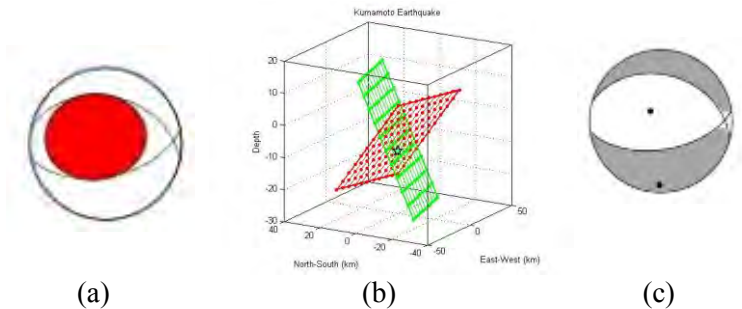 Kumamoto Earthquake
20
10
0
-10
-20
-30
Depth
40
20
0
-20
-40
North-South (km)
-50
0
50
East-West (km)
(a)
(b)
(c)